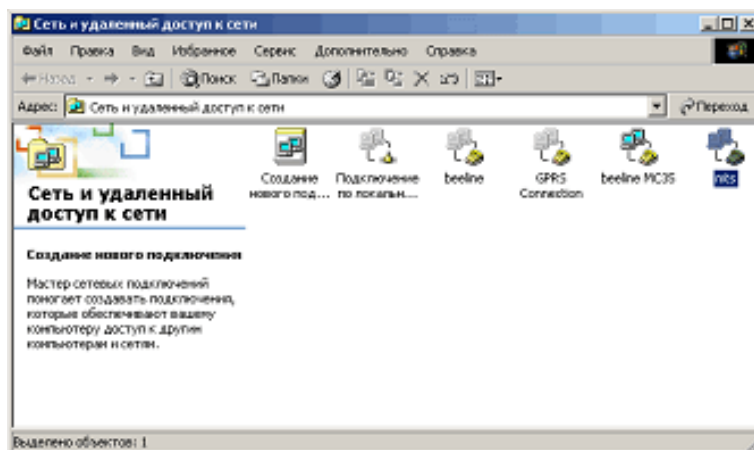 Сеть и удаленный доступ к сети
Файл Правка Вид Избранное Сервис Дополнительно Справка
Назад Поиск Папки
Адрес: Сеть и удаленный доступ к сети Переход
Создание нового под...
Подключение по локальн...
beeline
GPRS Connection
beeline MC35
nits
Сеть и удаленный
доступ к сети
Создание нового подключения
Мастер сетевых подключений
помогает создавать подключения,
которые обеспечивают вашему
компьютеру доступ к другим
компьютерам и сетям.
Выделено объектов: 1